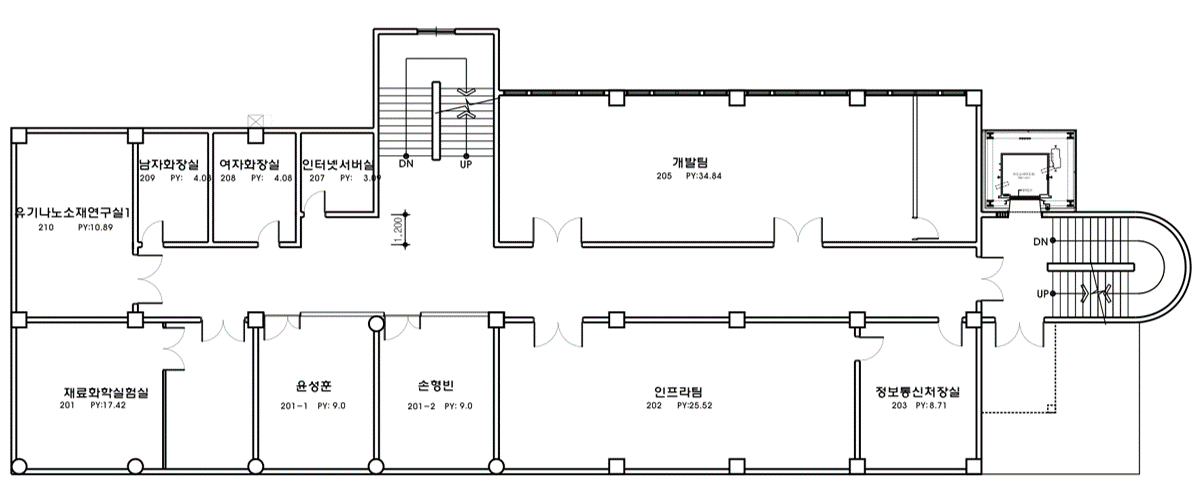 남자화장실
209 PY: 4.08
여자화장실
208 PY: 4.08
인터넷서버실
207 PY: 3.09
DN
UP
개발팀
205 PY:34.84
유기나노소재연구실1
210 PY:10.89
1,200
DN
UP
재료화학실험실
201 PY:17.42
윤성훈
201-1 PY: 9.0
손형빈
201-2 PY: 9.0
인프라팀
202 PY:25.52
정보통신처장실
203 PY:8.71